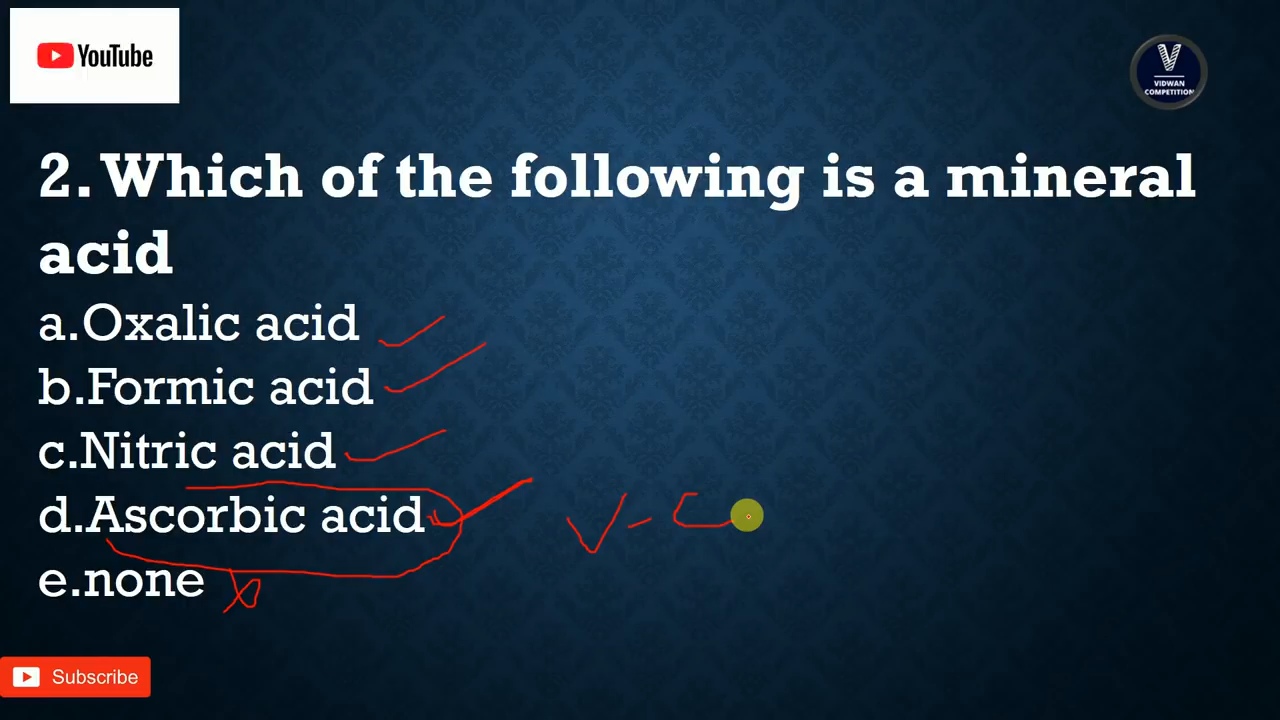 YouTube
V
VIDWAN
COMPETITION
2. Which of the following is a mineral
acid
a.Oxalic acid
b.Formic acid
c.Nitric acid
d.Ascorbic acid
V-C
e.none
Subscribe